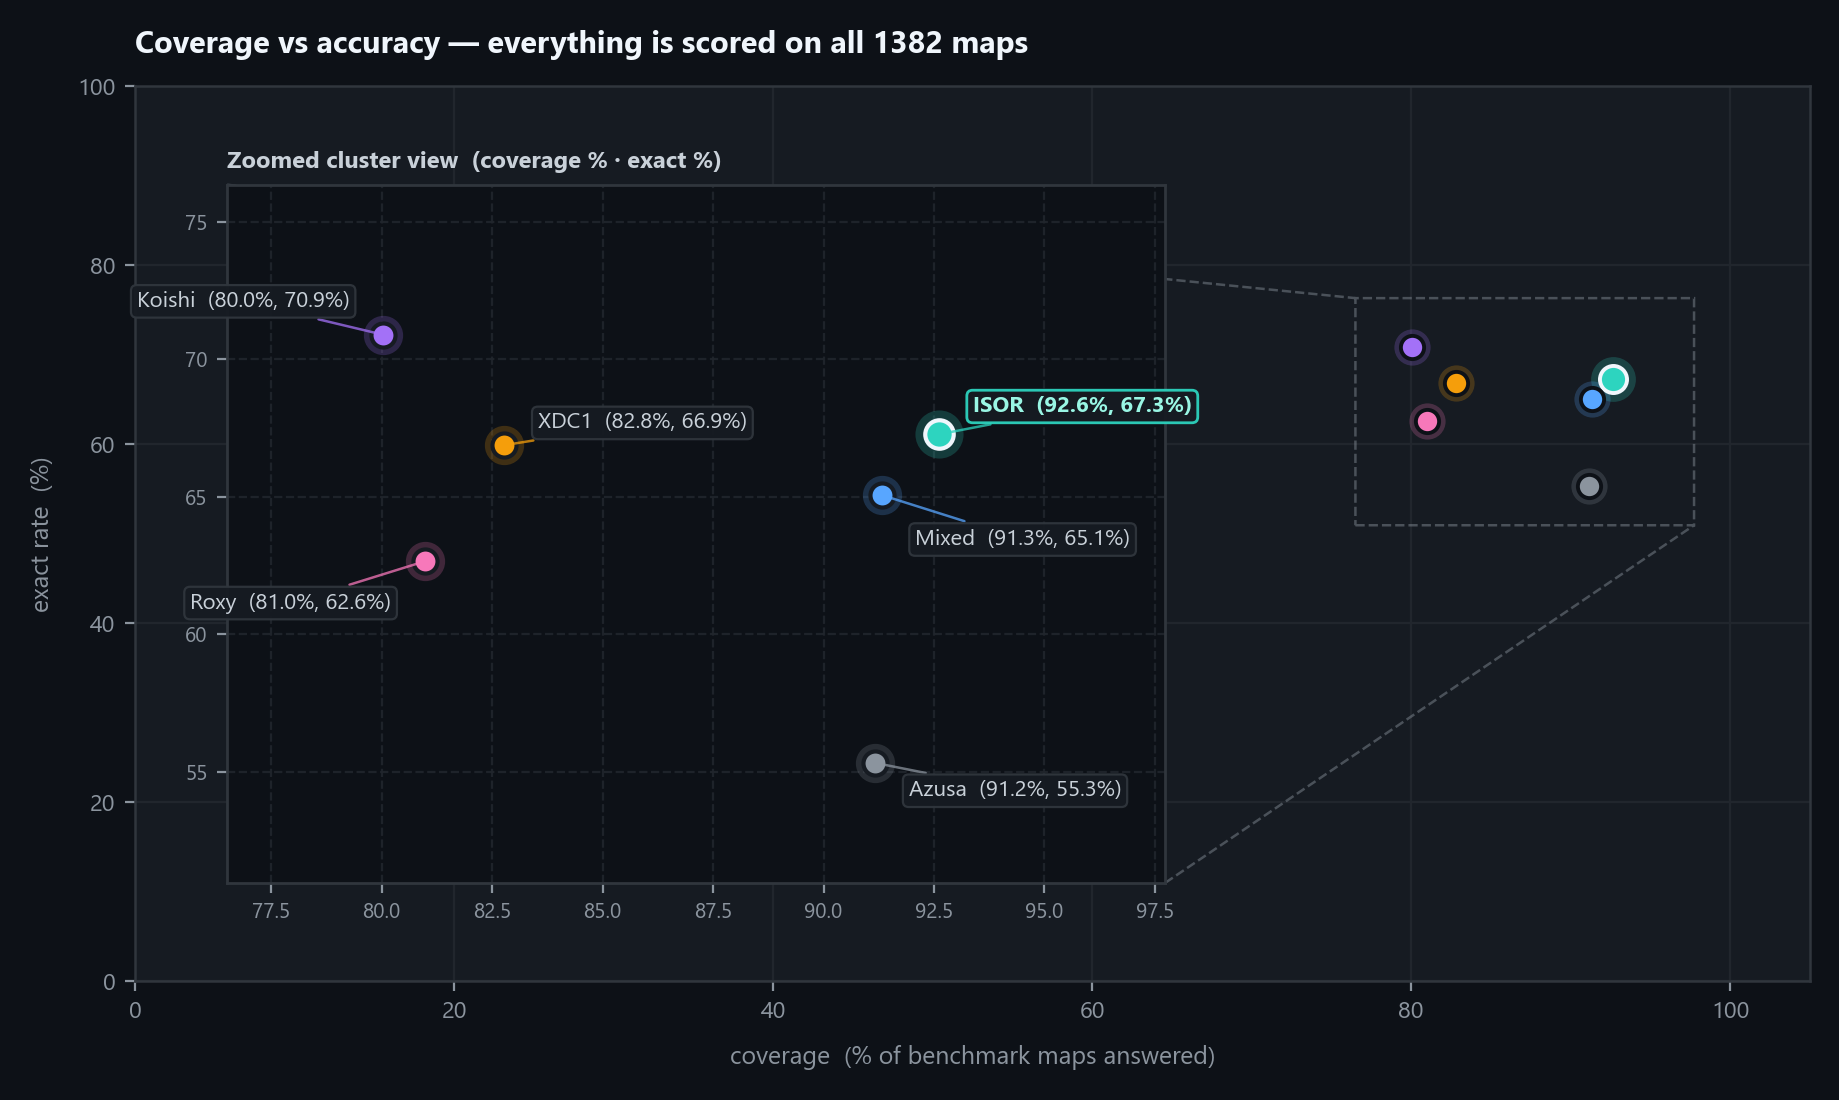 Coverage vs accuracy — everything is scored on all 1382 maps
100
Zoomed cluster view (coverage % · exact %)
75
80
Koishi (80.0%, 70.9%)
70
ISOR (92.6%, 67.3%)
XDC1 (82.8%, 66.9%)
60
65
Mixed (91.3%, 65.1%)
Roxy (81.0%, 62.6%)
40
60
55
Azusa (91.2%, 55.3%)
20
77.5 80.0 82.5 85.0 87.5 90.0 92.5 95.0 97.5
0
0 20 40 60 80 100
exact rate (%)
coverage (% of benchmark maps answered)